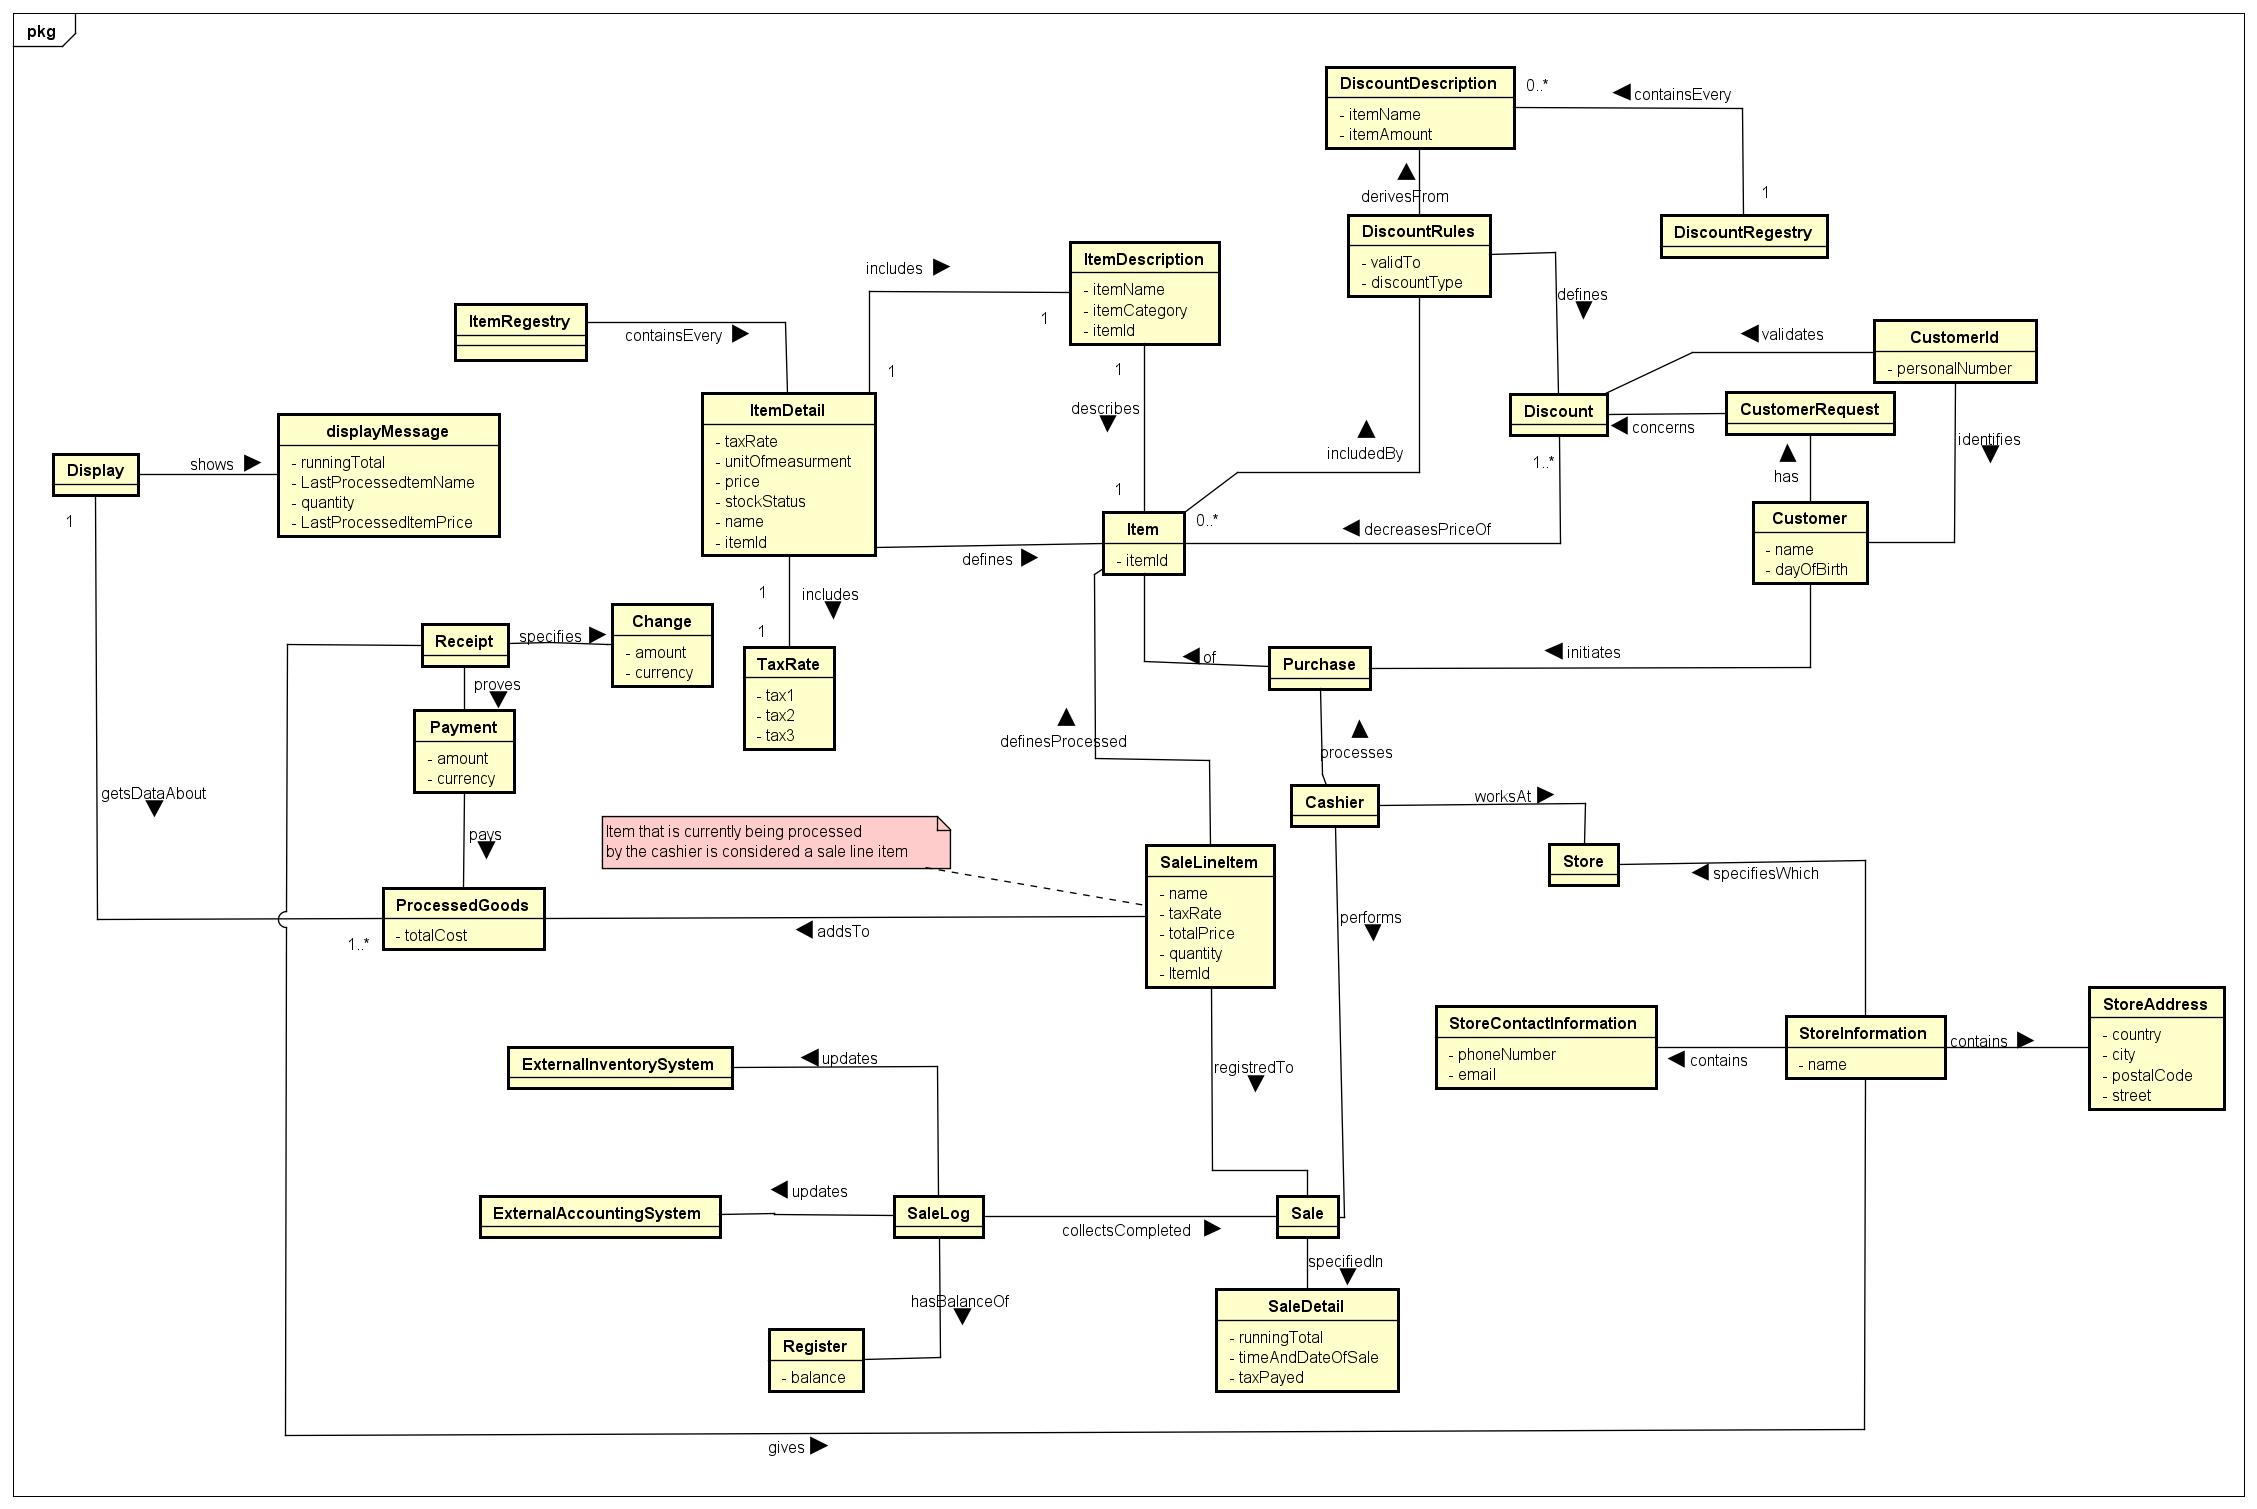 pkg
DiscountDescription
- itemName
- itemAmount
0..*
containsEvery
1
derivesFrom
DiscountRules
- validTo
- discountType
DiscountRegestry
ItemDescription
- itemName
- itemCategory
- itemId
includes
1
1
ItemRegestry
containsEvery
defines
validates
CustomerId
- personalNumber
1
describes
1
ItemDetail
- taxRate
- unitOfmeasurment
- price
- stockStatus
- name
- itemId
Discount
concerns
CustomerRequest
identifies
displayMessage
- runningTotal
- LastProcessedtemName
- quantity
- LastProcessedItemPrice
Display
shows
1
includedBy
1..*
has
Customer
- name
- dayOfBirth
Item
- itemId
0..*
decreasesPriceOf
defines
1
includes
1
Receipt
specifies
Change
- amount
- currency
TaxRate
- tax1
- tax2
- tax3
of
Purchase
initiates
proves
Payment
- amount
- currency
definesProcessed
processes
getsDataAbout
pays
Item that is currently being processed
by the cashier is considered a sale line item
Cashier
worksAt
Store
specifiesWhich
SaleLineItem
- name
- taxRate
- totalPrice
- quantity
- ItemId
ProcessedGoods
- totalCost
1..*
addsTo
performs
StoreContactInformation
- phoneNumber
- email
contains
StoreInformation
- name
contains
StoreAddress
- country
- city
- postalCode
- street
ExternalInventorySystem
updates
registredTo
ExternalAccountingSystem
updates
SaleLog
collectsCompleted
Sale
specifiedIn
hasBalanceOf
SaleDetail
- runningTotal
- timeAndDateOfSale
- taxPayed
Register
- balance
gives